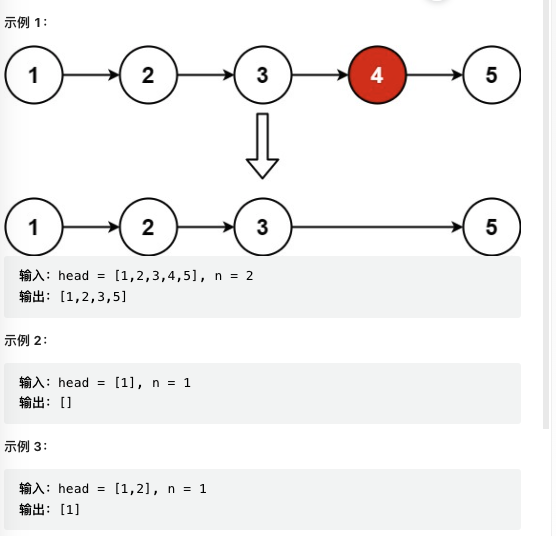 示例 1：
1 2 3 4 5
1 2 3 5
输入：head = [1,2,3,4,5], n = 2
输出：[1,2,3,5]
示例 2：
输入：head = [1], n = 1
输出：[]
示例 3：
输入：head = [1,2], n = 1
输出：[1]